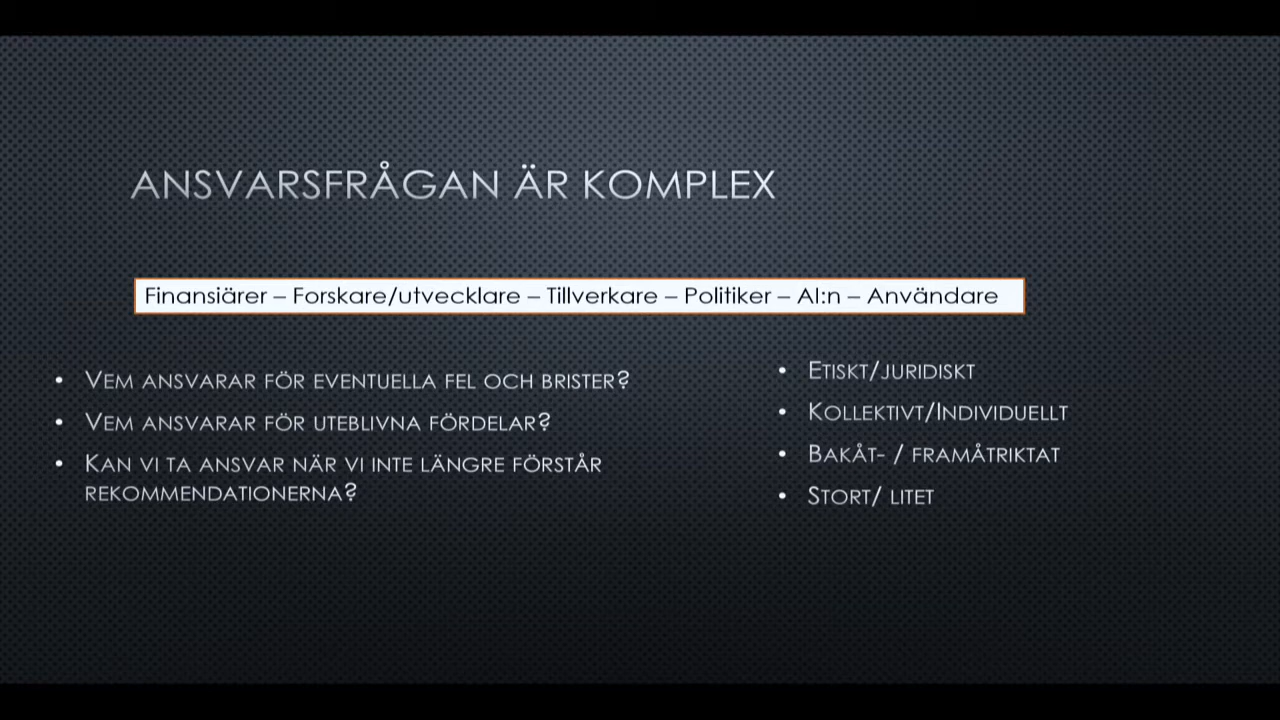 ANSVARSFRÅGAN ÄR KOMPLEX
Finansiärer – Forskare/utvecklare – Tillverkare – Politiker – AI:n – Användare
• VEM ANSVARAR FÖR EVENTUELLA FEL OCH BRISTER?
• VEM ANSVARAR FÖR UTEBLIVNA FÖRDELAR?
• KAN VI TA ANSVAR NÄR VI INTE LÄNGRE FÖRSTÅR
REKOMMENDATIONERNA?
• ETISKT/JURIDISKT
• KOLLEKTIVT/INDIVIDUELLT
• BAKÅT- / FRAMÅTRIKTAT
• STORT/ LITET